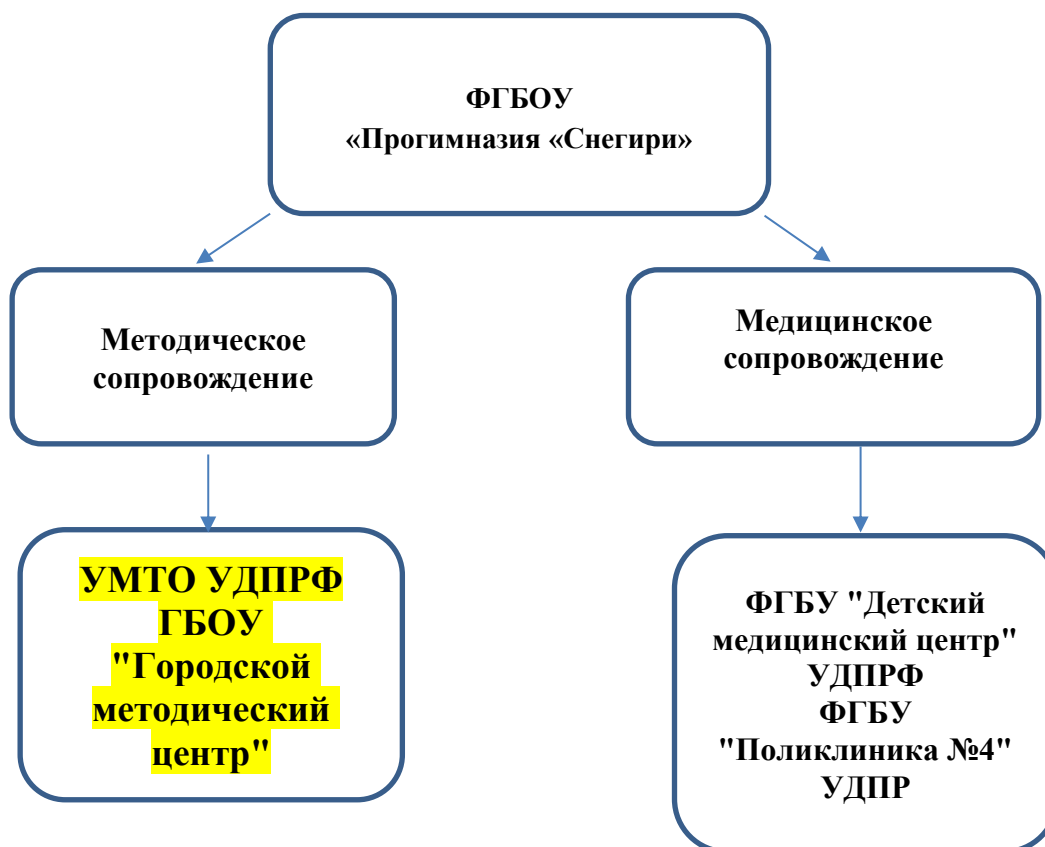 ФГБОУ
«Прогимназия «Снегири»
Методическое
сопровождение
Медицинское
сопровождение
УМТО УДПРФ
ГБОУ
"Городской
методический
центр"
ФГБУ "Детский
медицинский центр"
УДПРФ
ФГБУ
"Поликлиника №4"
УДПР